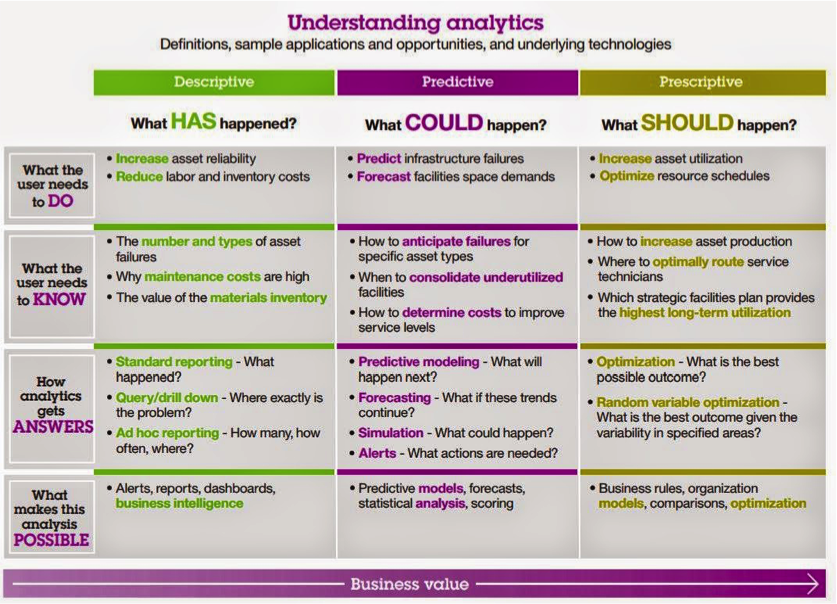 Understanding analytics
Definitions, sample applications and opportunities, and underlying technologies
Descriptive
Predictive
Prescriptive
What HAS happened?
What COULD happen?
What SHOULD happen?
What the
user needs
to DO
• Increase asset reliability
• Reduce labor and inventory costs
• Predict infrastructure failures
• Forecast facilities space demands
• Increase asset utilization
• Optimize resource schedules
What the
user needs
to KNOW
• The number and types of asset
failures
• Why maintenance costs are high
• The value of the materials inventory
• How to anticipate failures for
specific asset types
• When to consolidate underutilized
facilities
• How to determine costs to improve
service levels
• How to increase asset production
• Where to optimally route service
technicians
• Which strategic facilities plan provides
the highest long-term utilization
How
analytics
gets
ANSWERS
• Standard reporting - What
happened?
• Query/drill down - Where exactly is
the problem?
• Ad hoc reporting - How many, how
often, where?
• Predictive modeling - What will
happen next?
• Forecasting - What if these trends
continue?
• Simulation - What could happen?
• Alerts - What actions are needed?
• Optimization - What is the best
possible outcome?
• Random variable optimization -
What is the best outcome given the
variability in specified areas?
What
makes this
analysis
POSSIBLE
• Alerts, reports, dashboards,
business intelligence
• Predictive models, forecasts,
statistical analysis, scoring
• Business rules, organization
models, comparisons, optimization
Business value